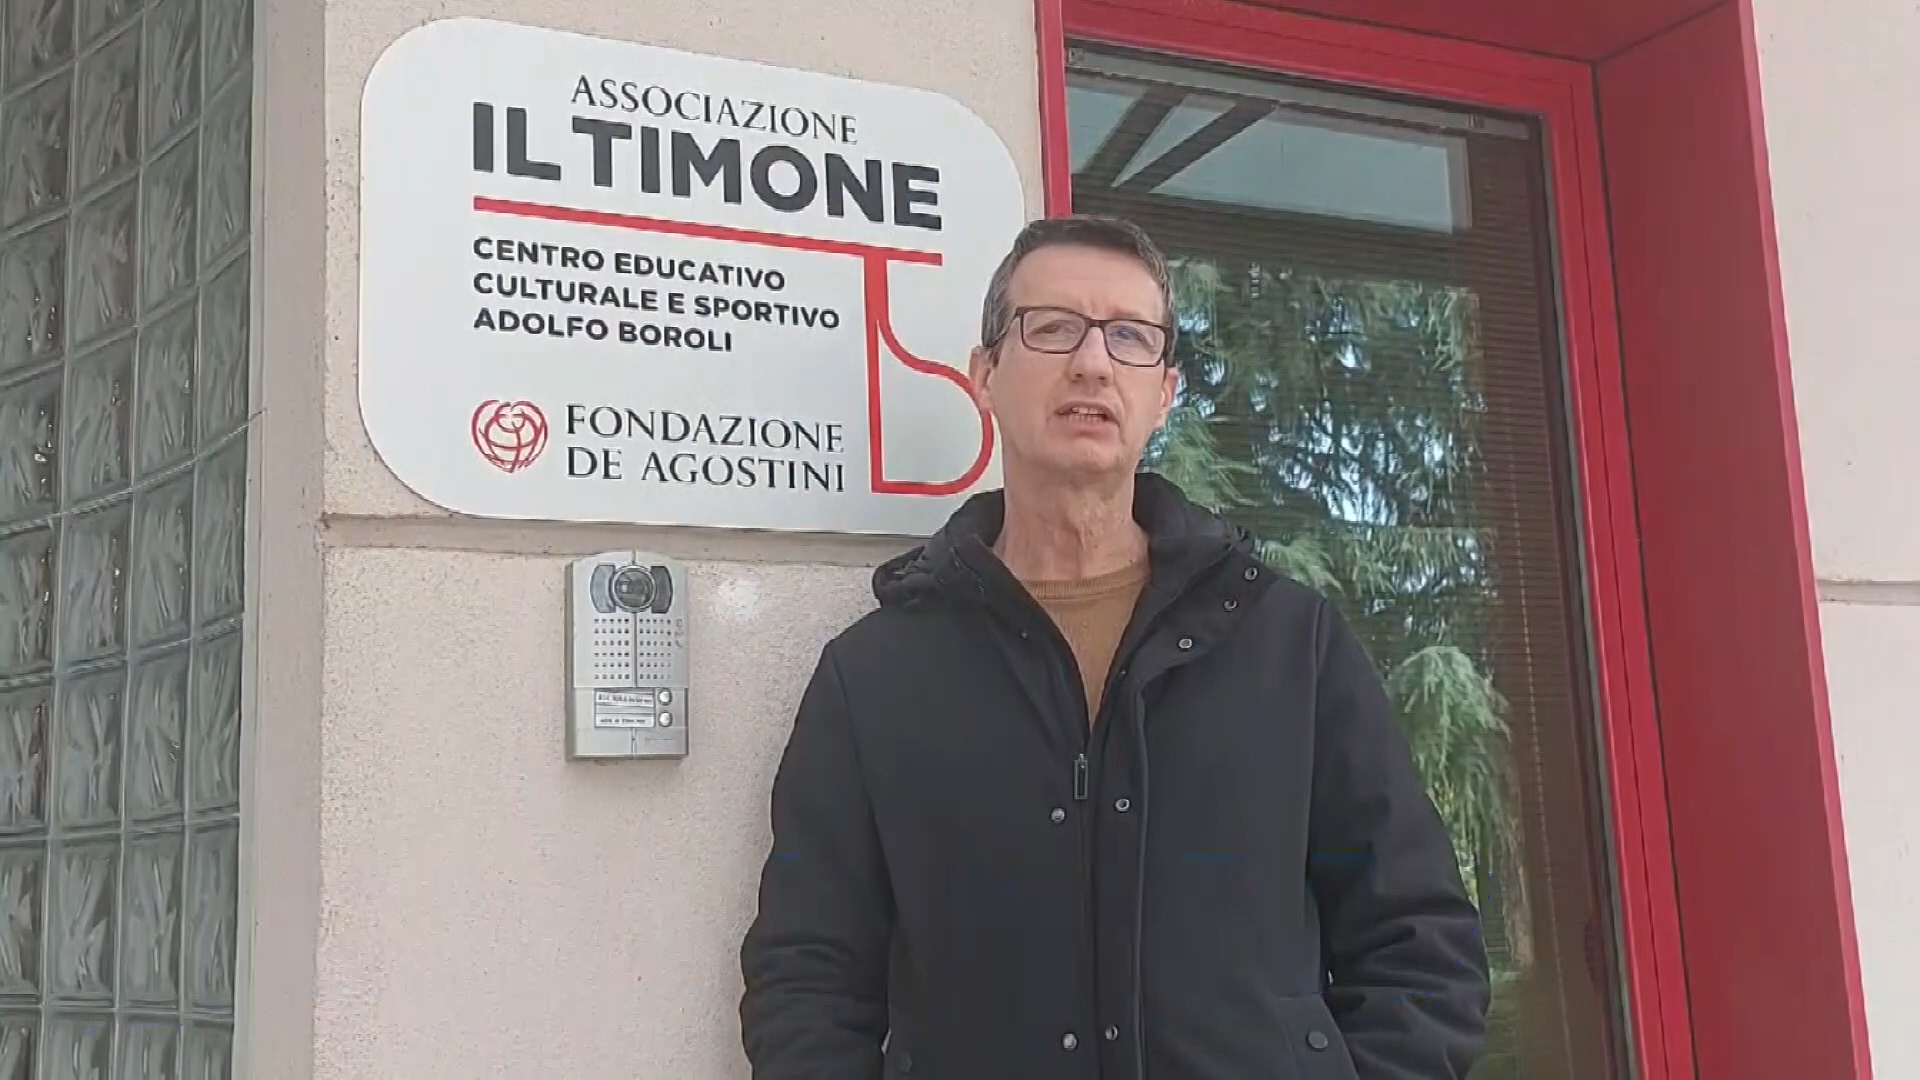 ASSOCIAZIONE
IL TIMONE
CENTRO EDUCATIVO
CULTURALE E SPORTIVO
ADOLFO BOROLI
FONDAZIONE
DE AGOSTINI